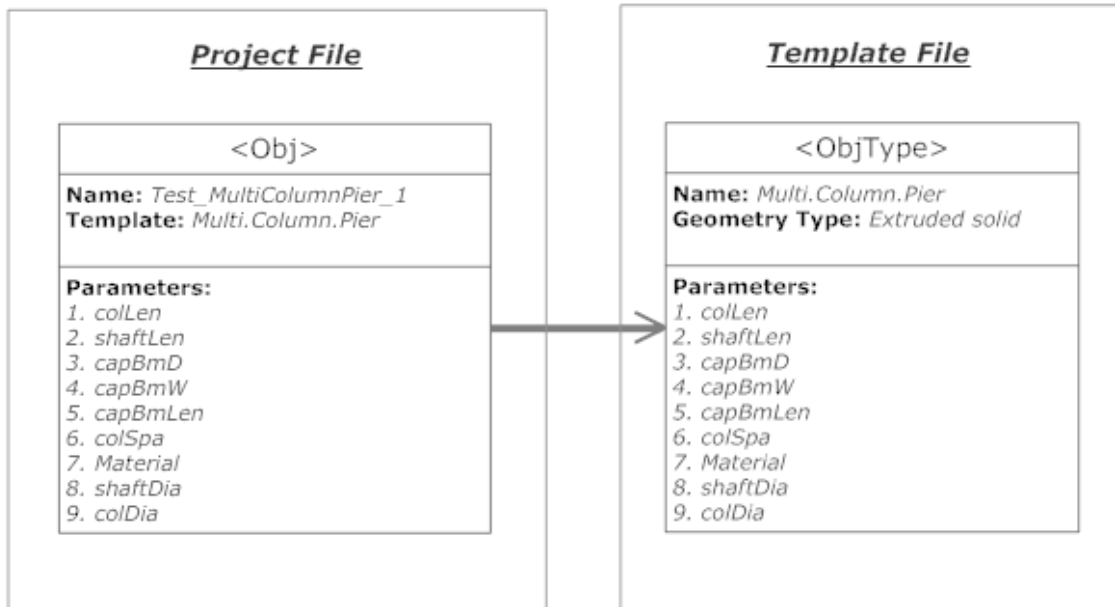 Project File
<Obj>
Name: Test_MultiColumnPier_1
Template: Multi.Column.Pier
Parameters:
1. colLen
2. shaftLen
3. capBmD
4. capBmW
5. capBmLen
6. colSpa
7. Material
8. shaftDia
9. colDia
Template File
<ObjType>
Name: Multi.Column.Pier
Geometry Type: Extruded solid
Parameters:
1. colLen
2. shaftLen
3. capBmD
4. capBmW
5. capBmLen
6. colSpa
7. Material
8. shaftDia
9. colDia